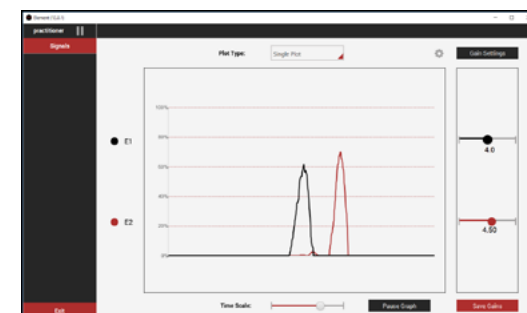 practitioner
Signals
Plot Type:
Single Plot
Gain Settings
100%
80%
60%
40%
20%
0%
E1
E2
4.0
4.50
Time Scale:
Pause Graph
Save Gains
Exit